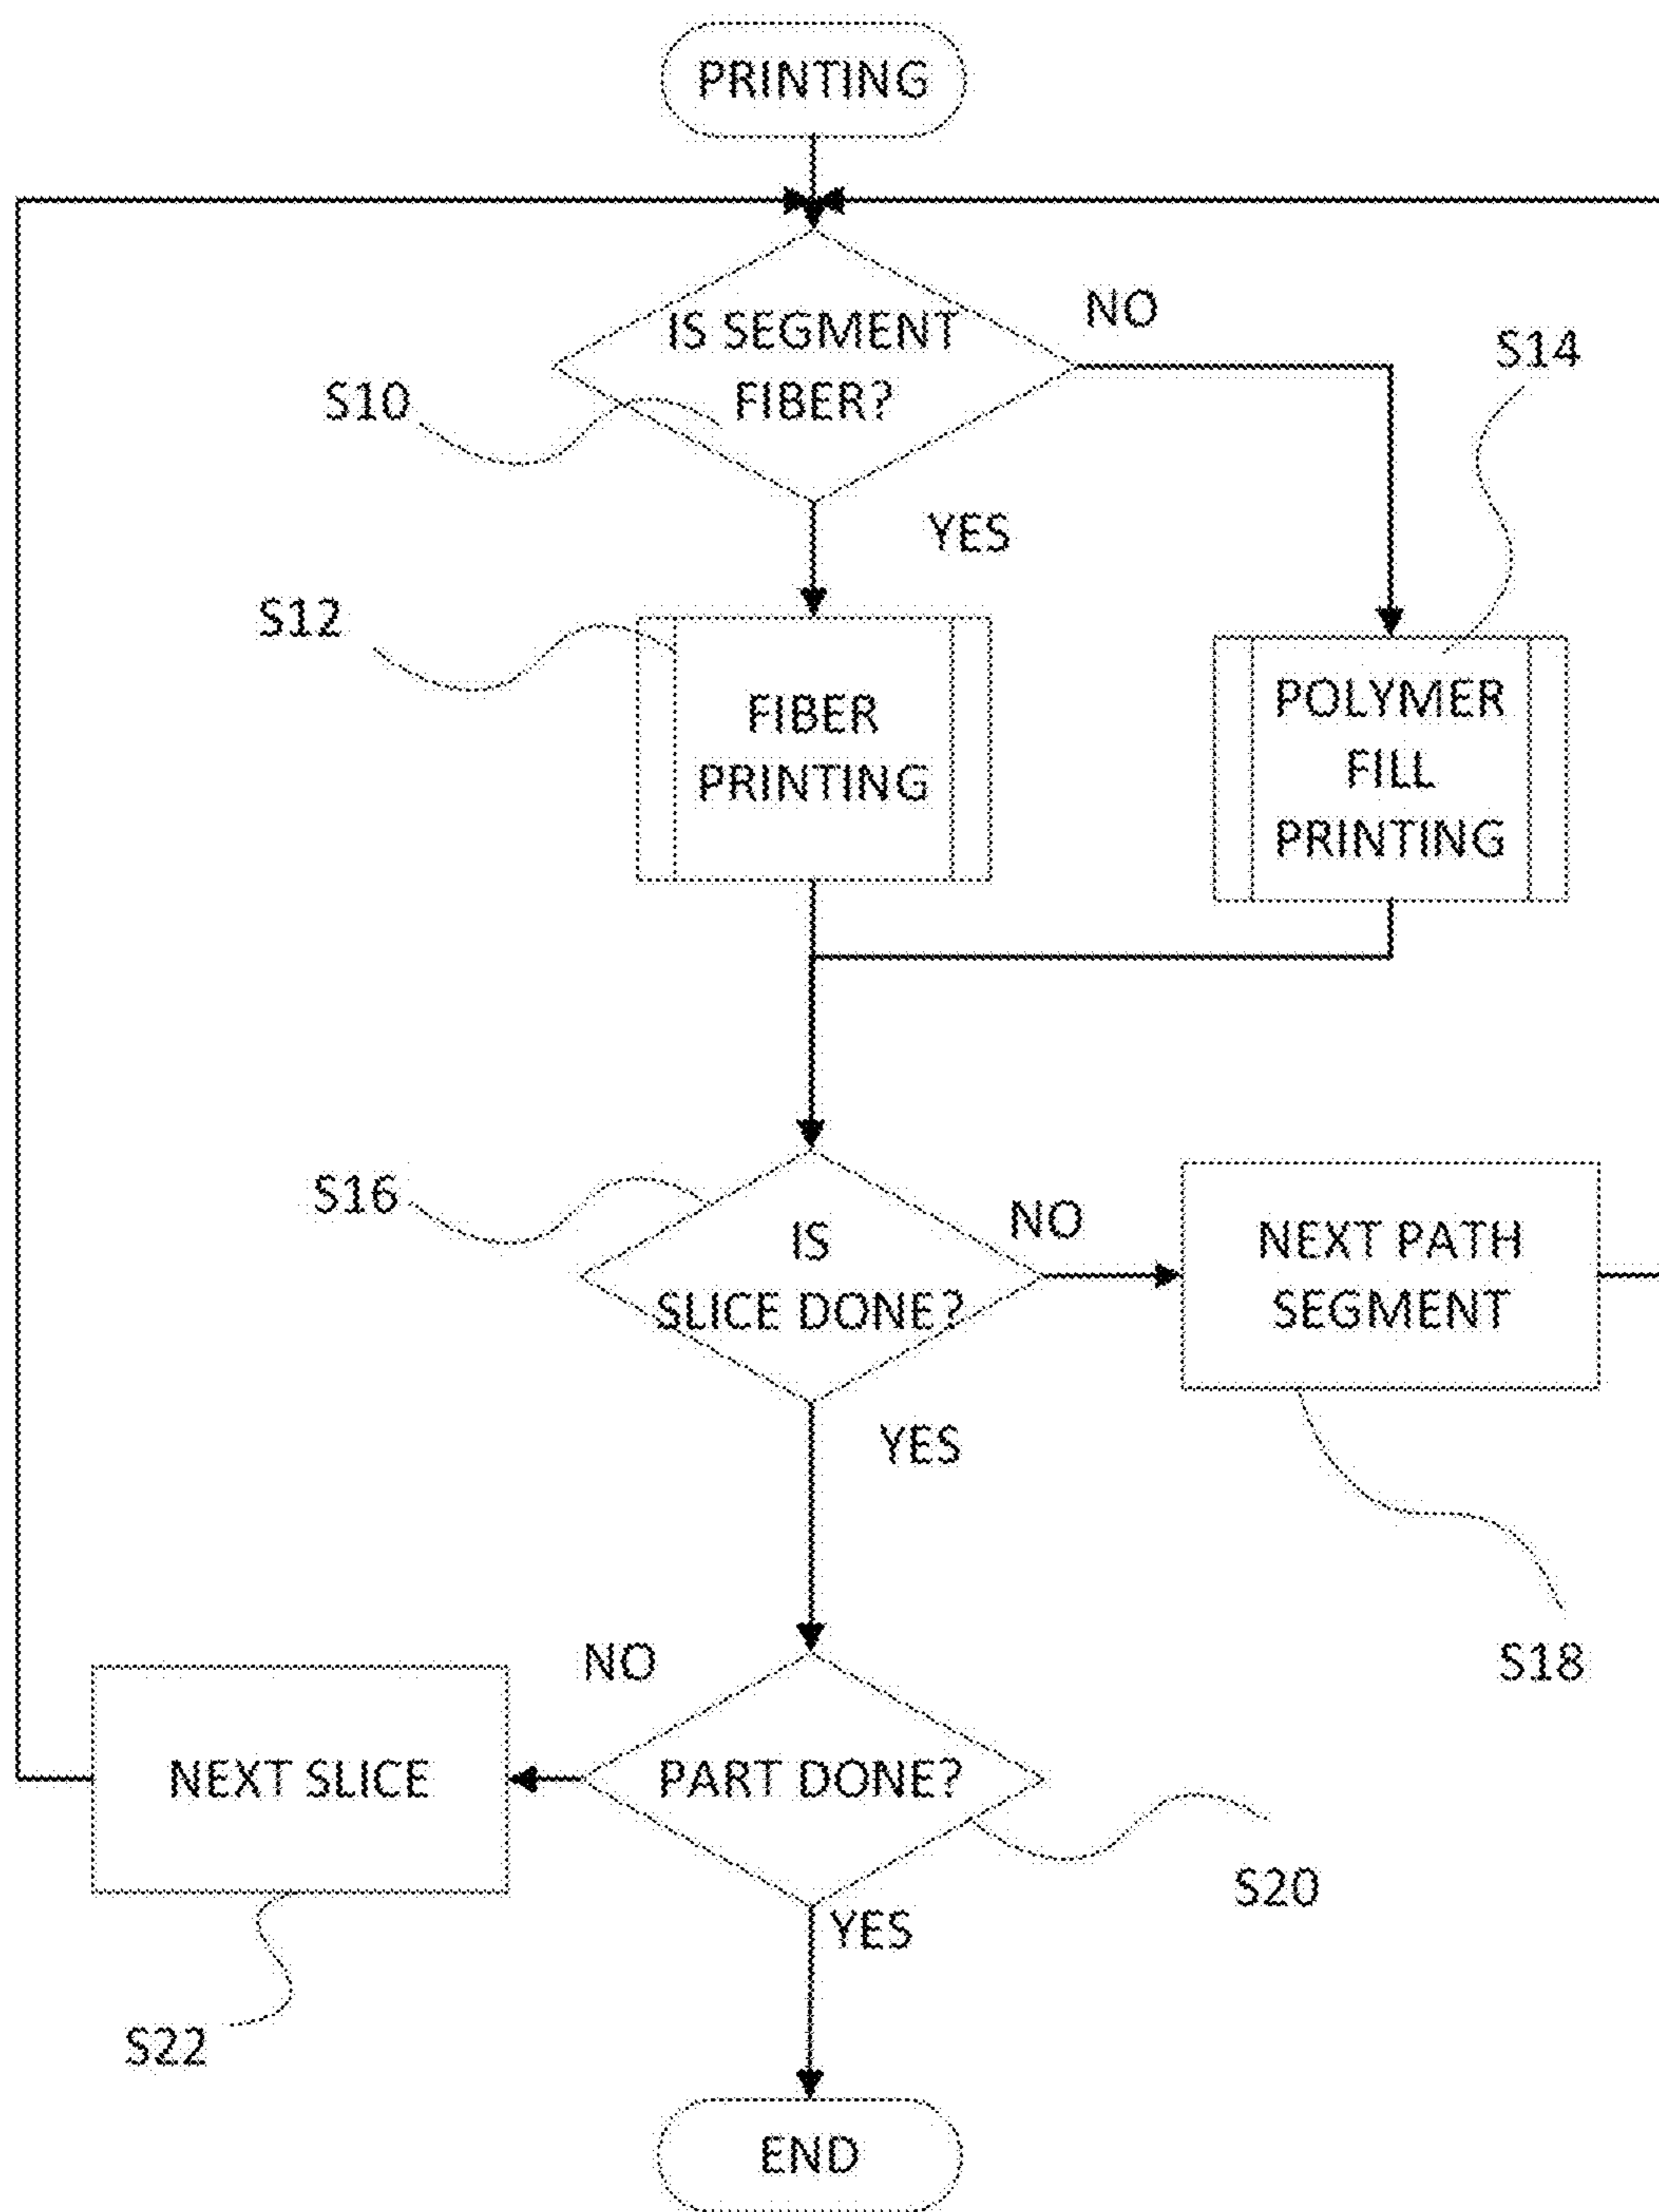 PRINTING
NO
IS SEGMENT
FIBER?
S14
S10
YES
S12
FIBER
PRINTING
POLYMER
FILL
PRINTING
S16
IS
SLICE DONE?
NO
NEXT PATH
SEGMENT
YES
S18
NO
NEXT SLICE
PART DONE?
S20
YES
S22
END